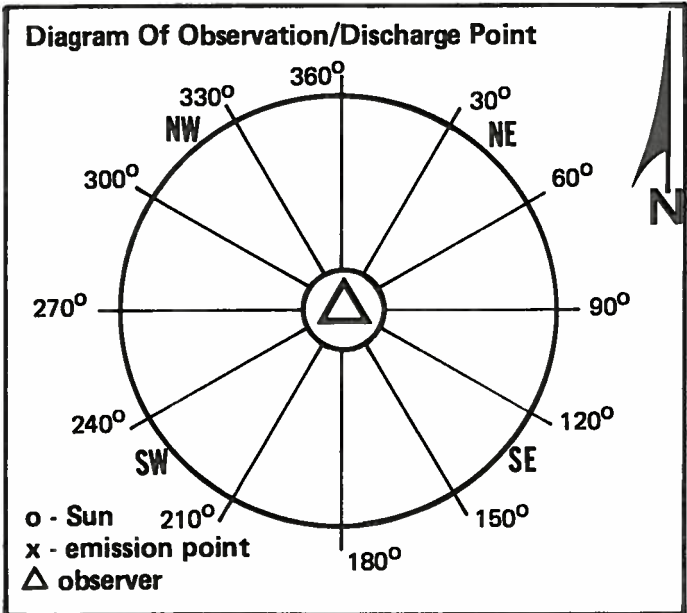 Diagram Of Observation/Discharge Point
360°
330°
30°
NW
NE
300°
60°
N
270°
90°
240°
120°
SW
SE
o - Sun
210°
150°
x - emission point
180°
△ observer